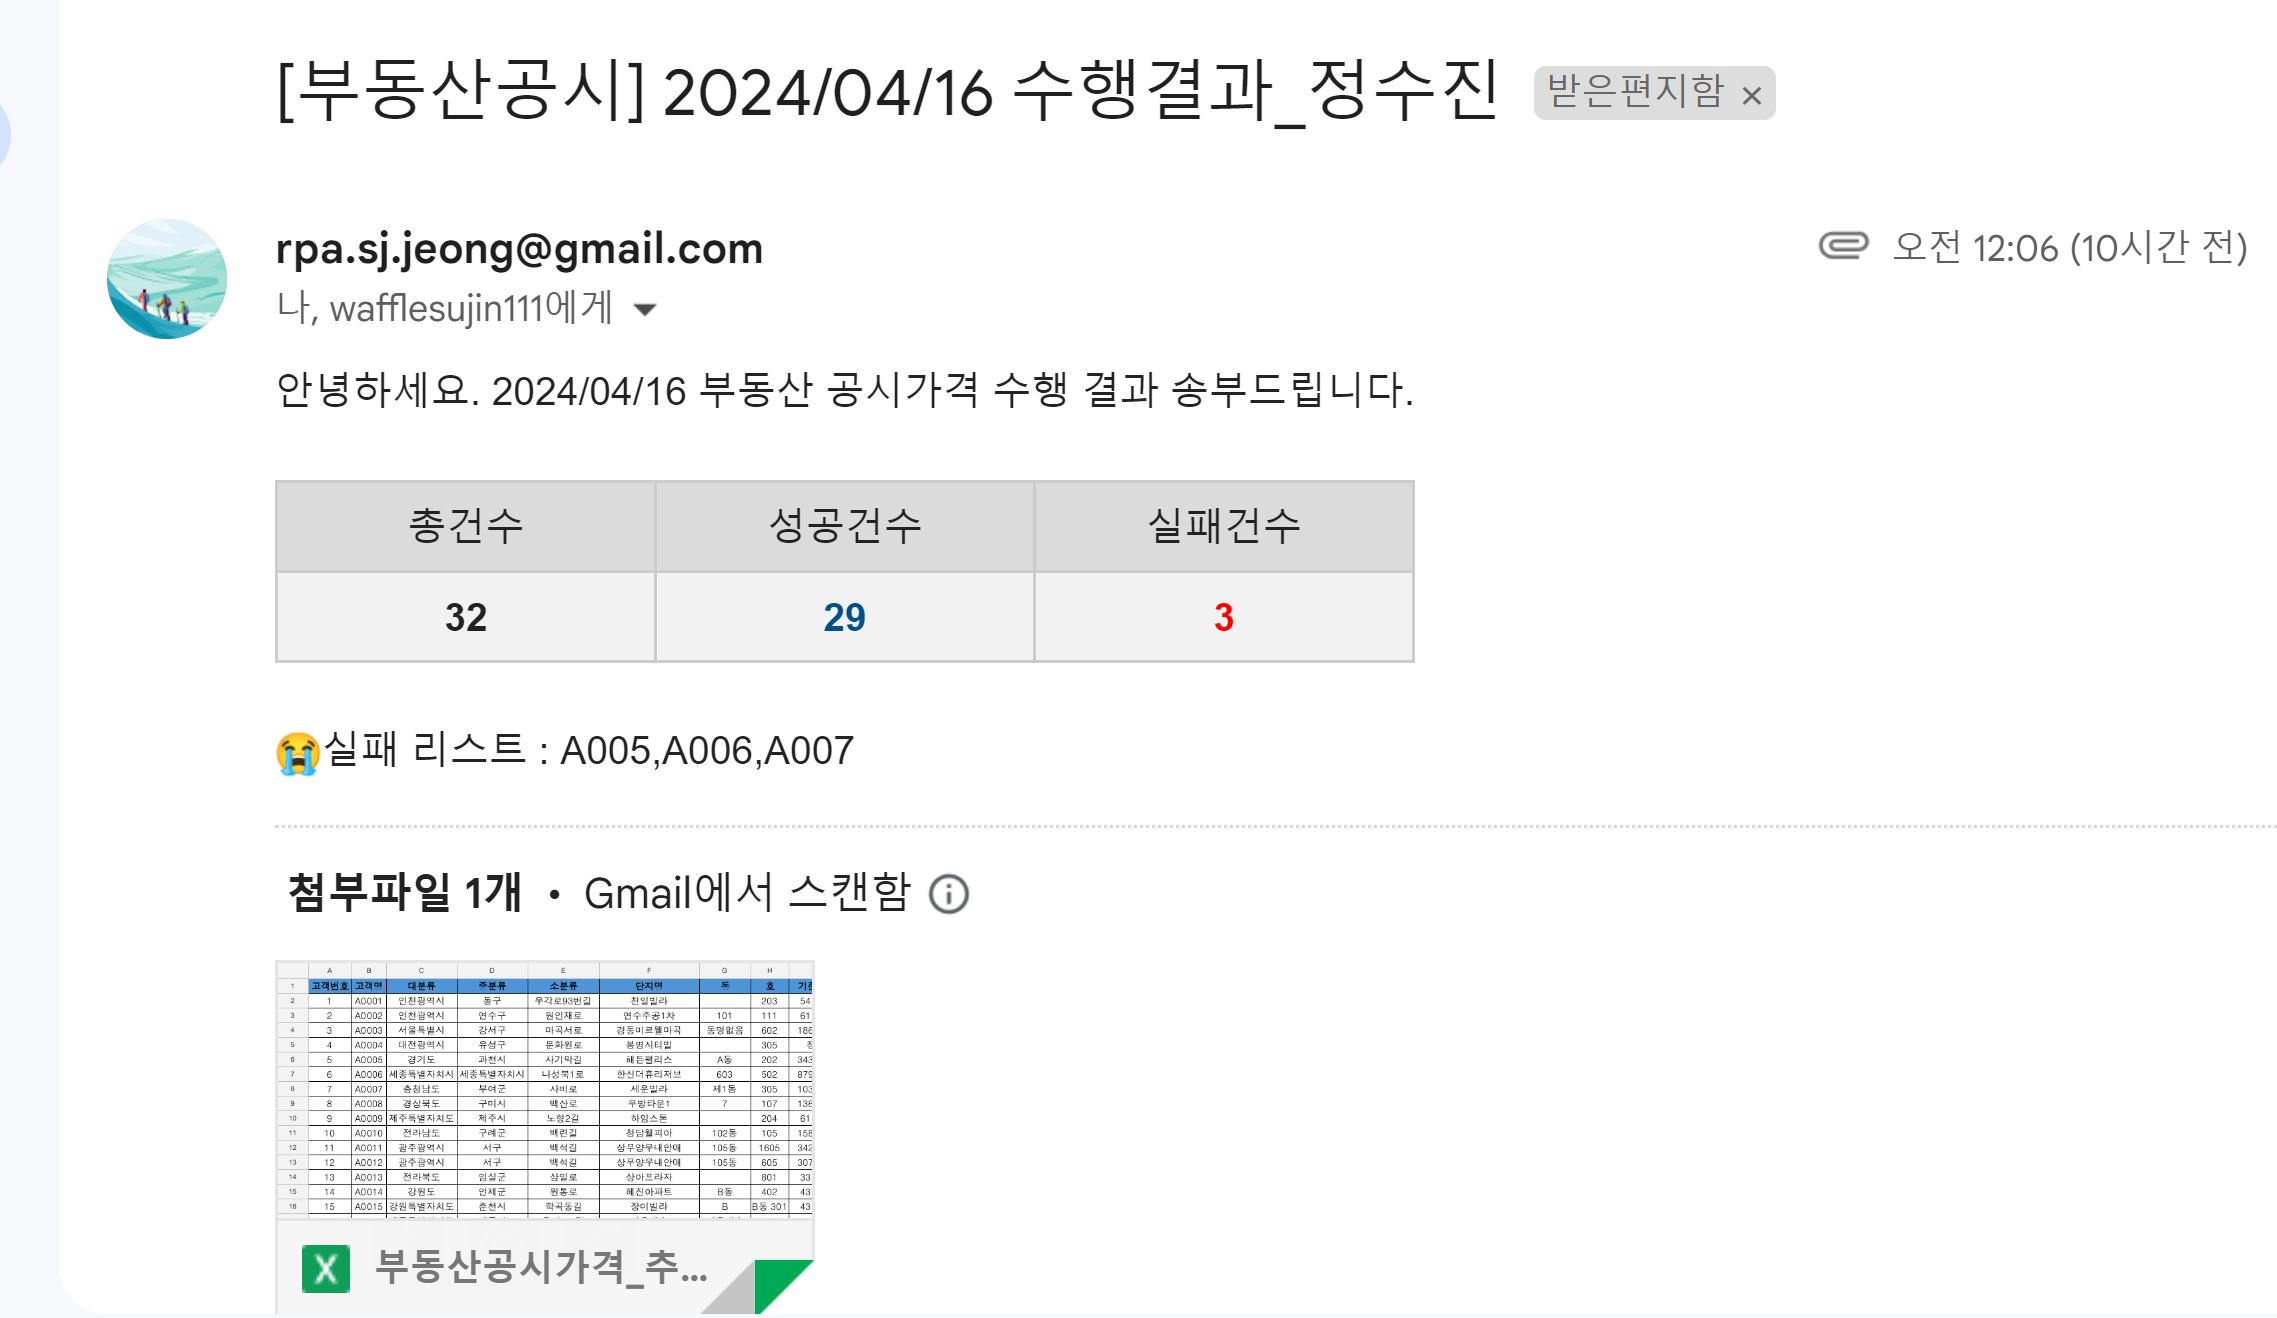 [부동산공시] 2024/04/16 수행결과_정수진 받은편지함 ×
rpa.sj.jeong@gmail.com 오전 12:06 (10시간 전)
나, wafflesujin111에게
안녕하세요. 2024/04/16 부동산 공시가격 수행 결과 송부드립니다.
총건수 성공건수 실패건수
32 29 3
😭실패 리스트 : A005,A006,A007
첨부파일 1개 • Gmail에서 스캔함
A B C D E F G H
1 고객번호 고객명 대분류 중분류 소분류 단지명 동 호
2 1 A0001 인천광역시 동구 우각로93번길 천일빌라 203 54
3 2 A0002 인천광역시 연수구 원인재로 연수주공1차 101 111 61
4 3 A0003 서울특별시 강서구 마곡서로 경동미르웰마곡 동명없음 602 186
5 4 A0004 대전광역시 유성구 문화원로 봉명시티빌 305
6 5 A0005 경기도 과천시 사기막길 해든팰리스 A동 202 343
7 6 A0006 세종특별자치시 세종특별자치시 나성북1로 한신더휴리저브 603 502 879
8 7 A0007 충청남도 부여군 사비로 세운빌라 제1동 305 103
9 8 A0008 경상북도 구미시 백산로 우방타운1 7 107 136
10 9 A0009 제주특별자치도 제주시 노형2길 하임스톤 204 61
11 10 A0010 전라남도 구례군 백련길 청담웰피아 102동 105 158
12 11 A0011 광주광역시 서구 백석길 상무양우내안애 105동 1605 342
13 12 A0012 광주광역시 서구 백석길 상무양우내안애 105동 605 307
14 13 A0013 전라북도 임실군 삼일로 상아프라자 801 33
15 14 A0014 강원도 인제군 원통로 혜진아파트 B동 402 43
16 15 A0015 강원특별자치도 춘천시 학곡동길 장미빌라 B B동 301 43
부동산공시가격_추...